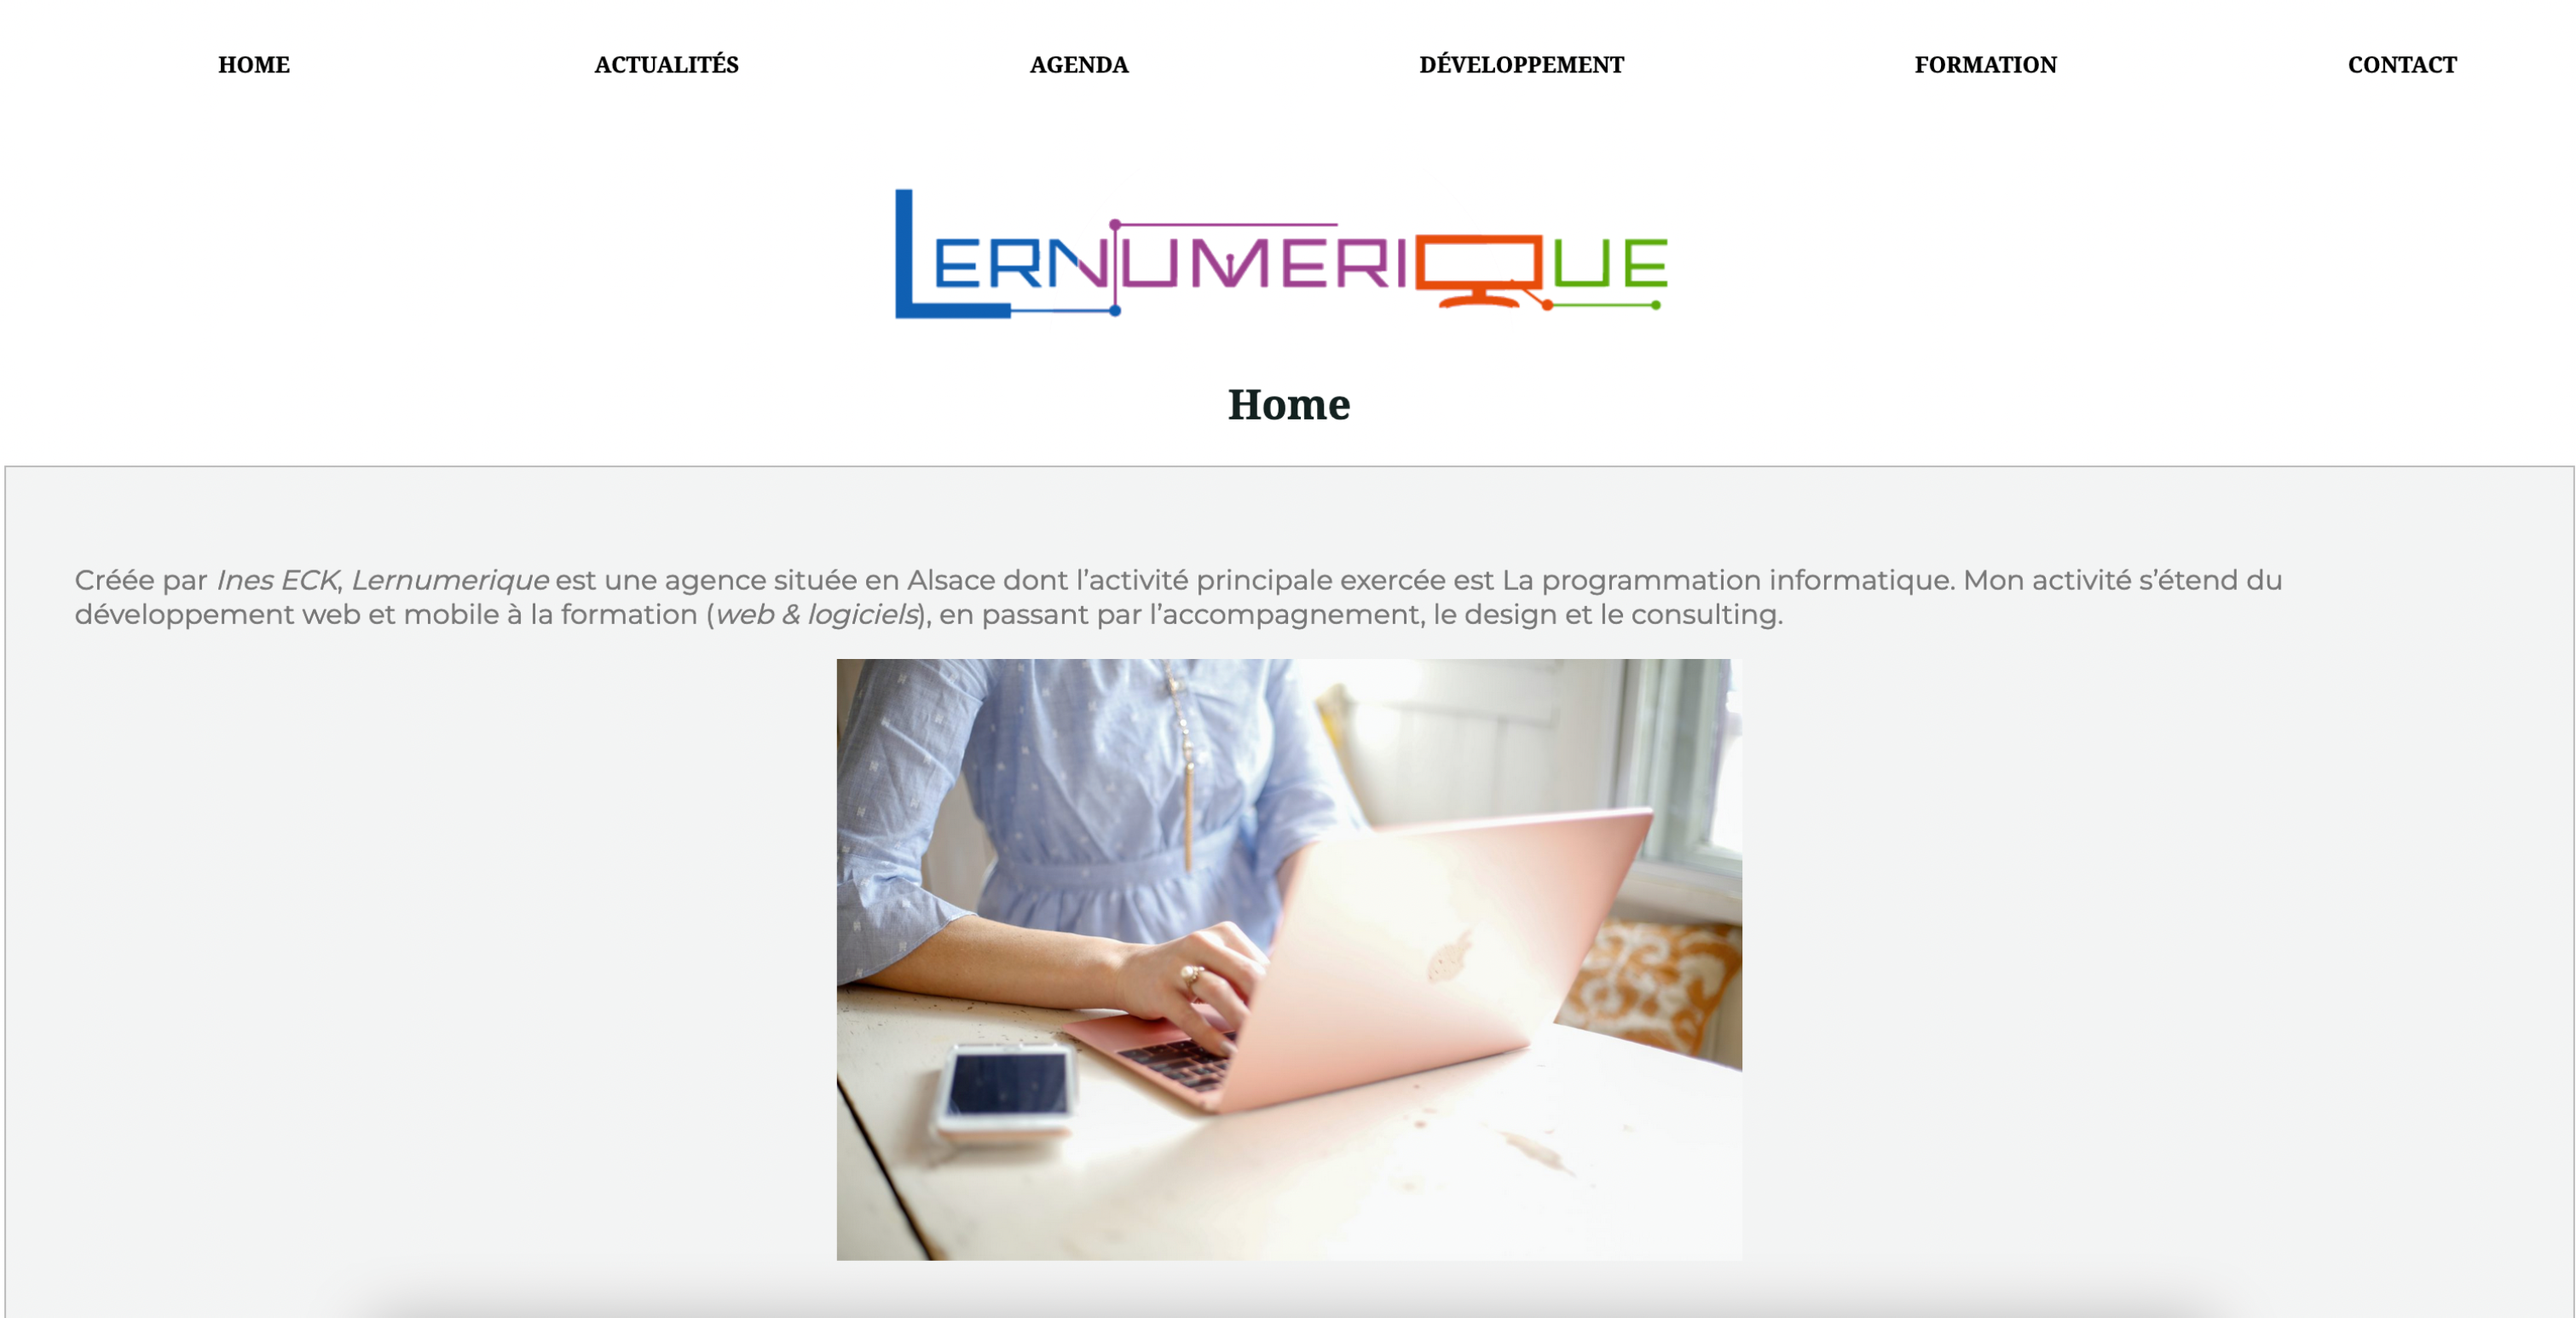 HOME ACTUALITÉS AGENDA DÉVELOPPEMENT FORMATION CONTACT
LERNUMERIQUE
Home
Créée par Ines ECK, Lernumerique est une agence située en Alsace dont l’activité principale exercée est La programmation informatique. Mon activité s’étend du
développement web et mobile à la formation (web & logiciels), en passant par l’accompagnement, le design et le consulting.